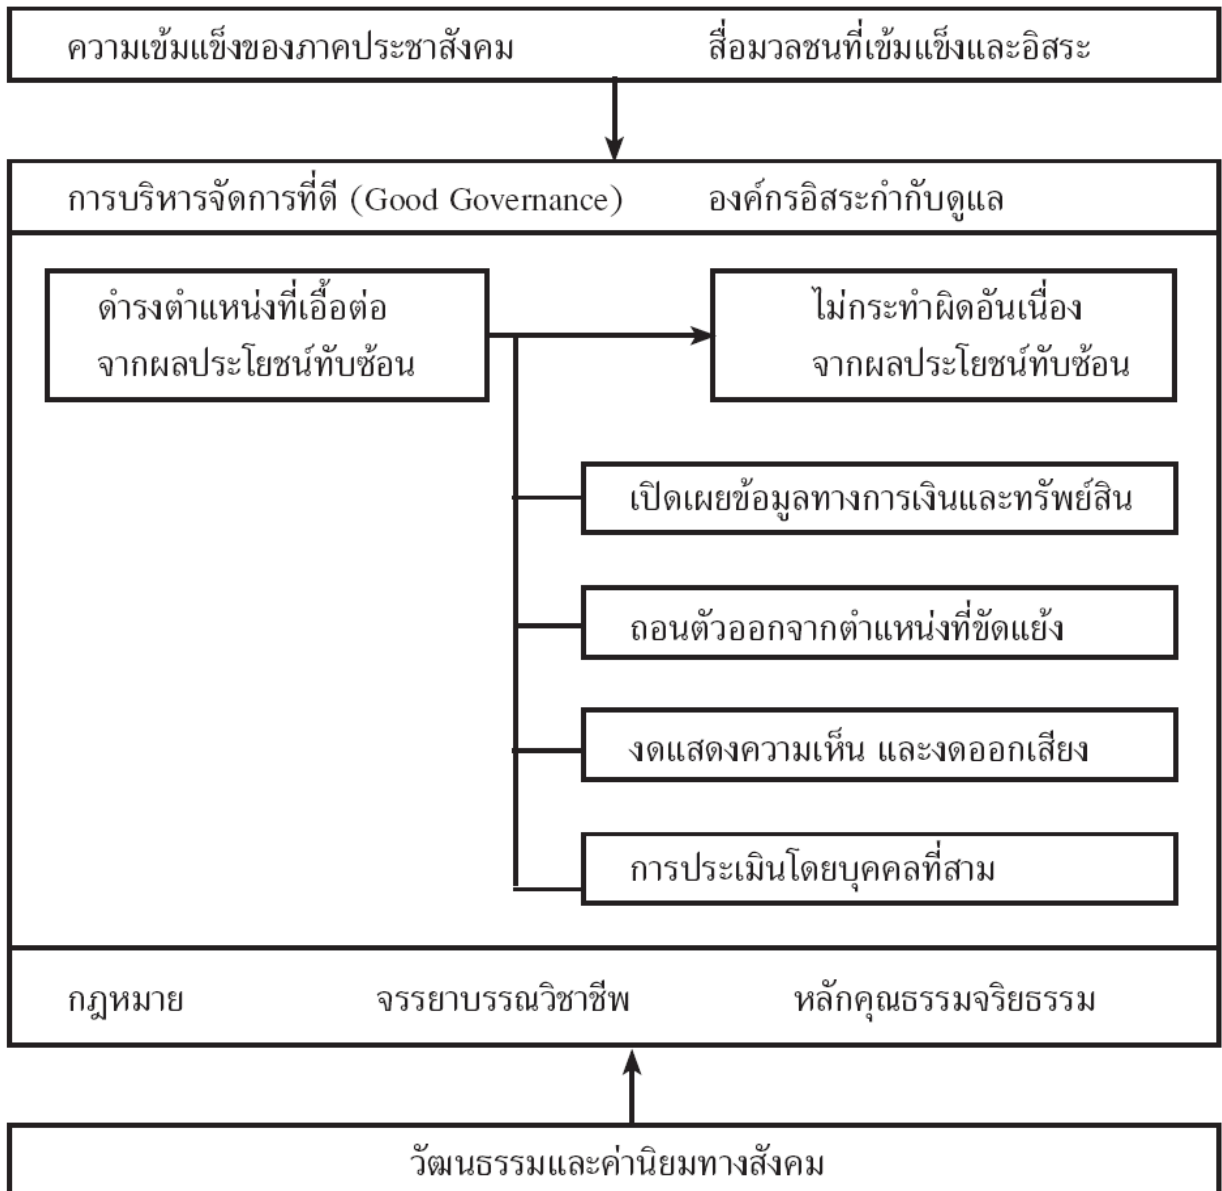 ความเข้มแข็งของภาคประชาสังคม สื่อมวลชนที่เข้มแข็งและอิสระ
การบริหารจัดการที่ดี (Good Governance) องค์กรอิสระกำกับดูแล
ดำรงตำแหน่งที่เอื้อต่อ
จากผลประโยชน์ทับซ้อน
ไม่กระทำผิดอันเนื่อง
จากผลประโยชน์ทับซ้อน
เปิดเผยข้อมูลทางการเงินและทรัพย์สิน
ถอนตัวออกจากตำแหน่งที่ขัดแย้ง
งดแสดงความเห็น และงดออกเสียง
การประเมินโดยบุคคลที่สาม
กฎหมาย จรรยาบรรณวิชาชีพ หลักคุณธรรมจริยธรรม
วัฒนธรรมและค่านิยมทางสังคม